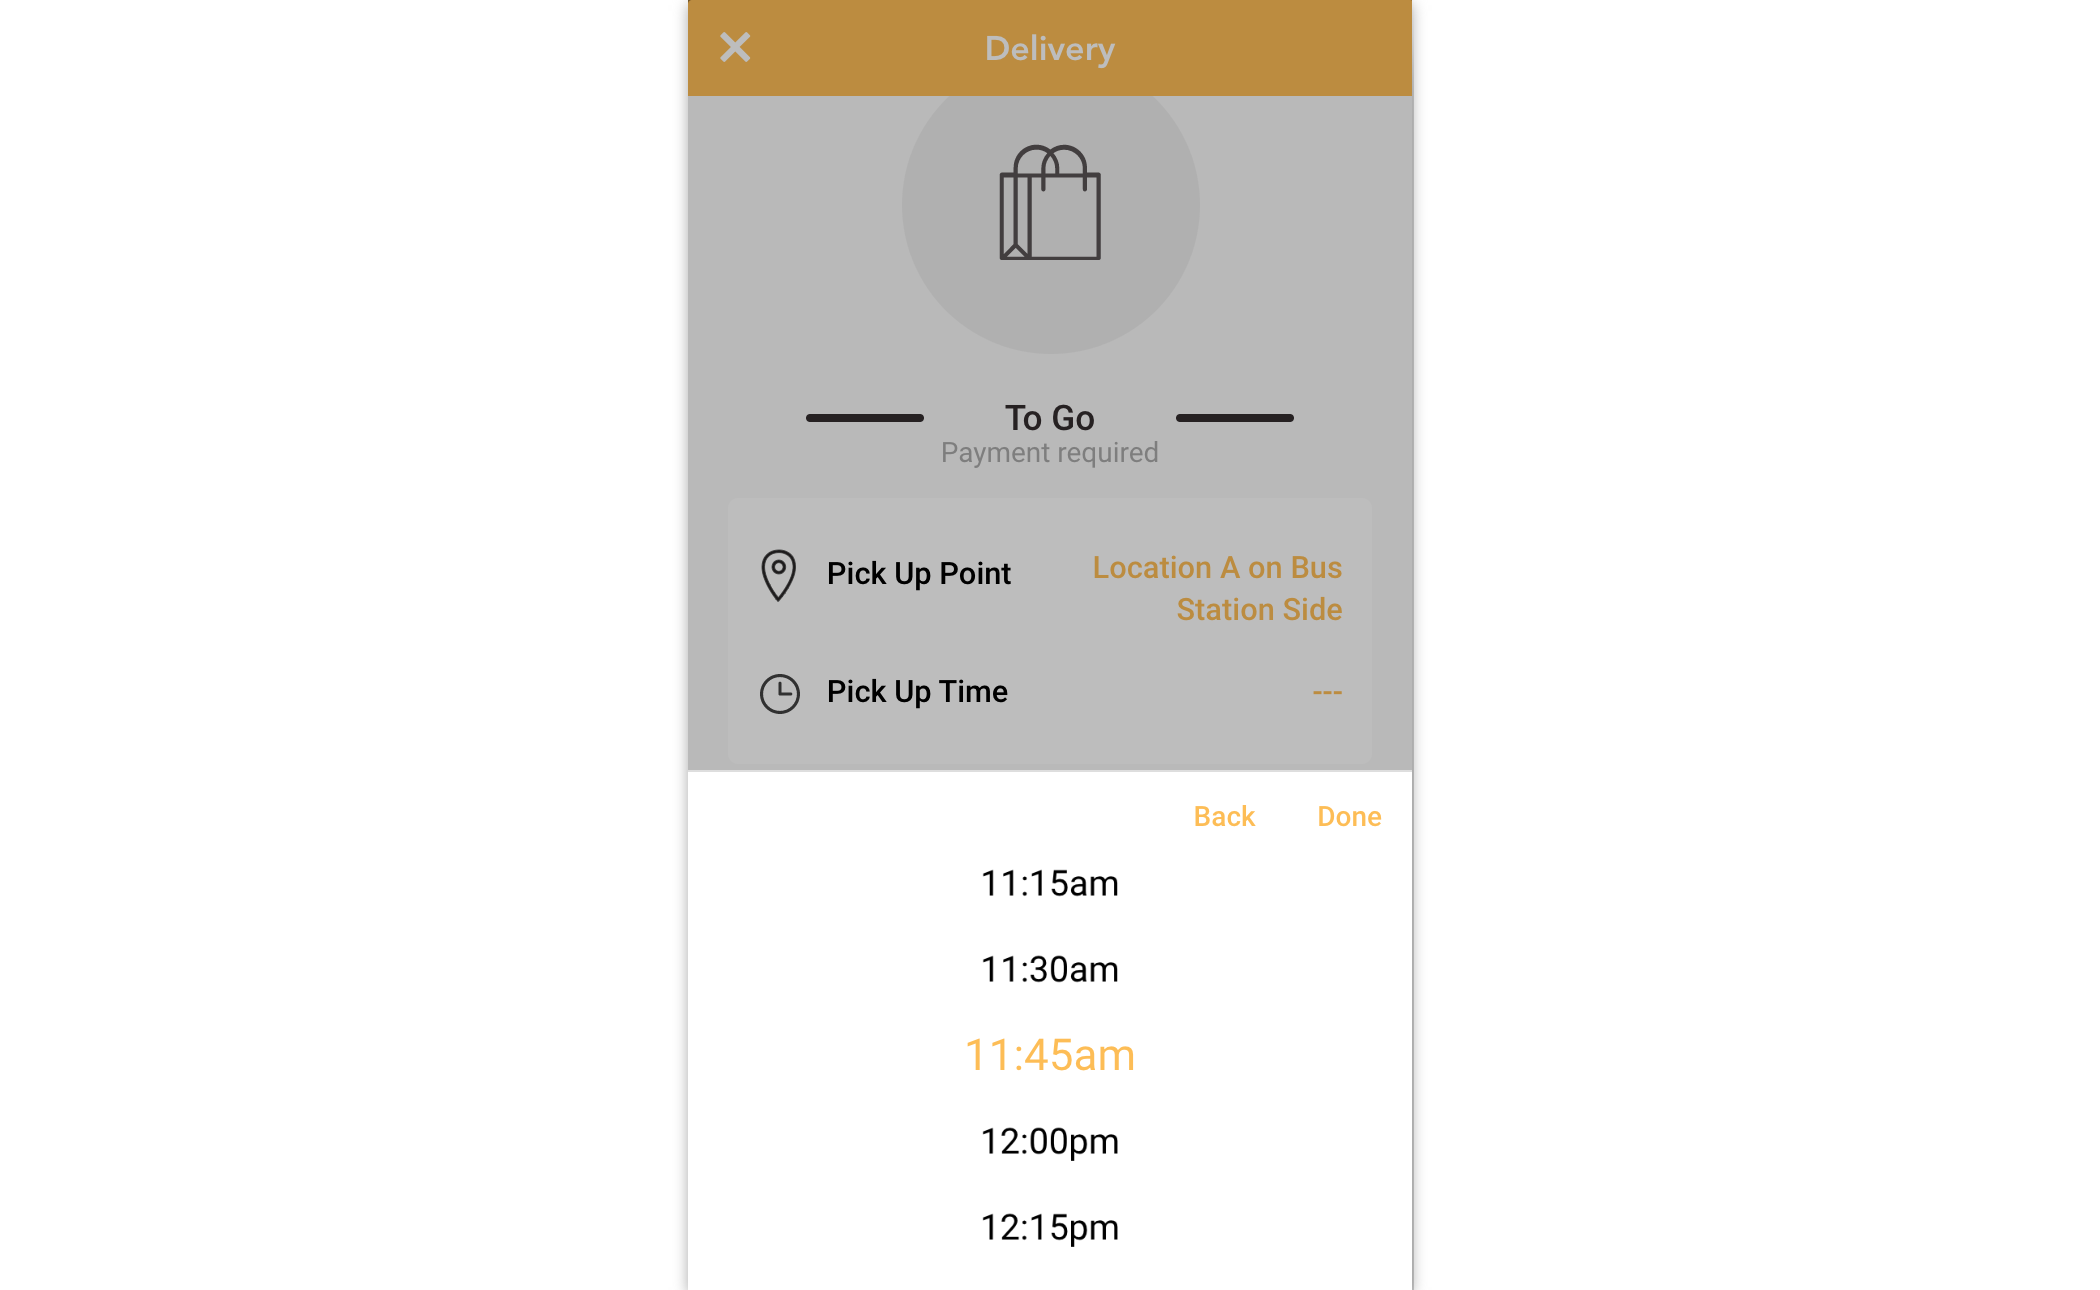 Delivery
To Go
Payment required
Pick Up Point
Location A on Bus
Station Side
Pick Up Time
---
Back Done
11:15am
11:30am
11:45am
12:00pm
12:15pm